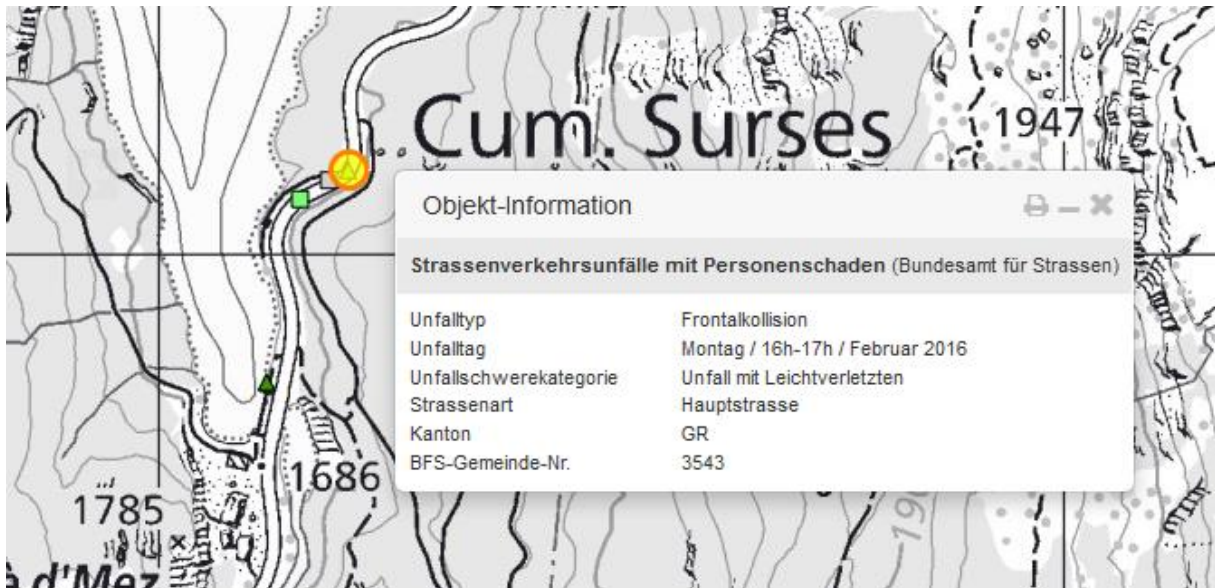 Cum. Surses
1947
Objekt-Information
Strassenverkehrsunfälle mit Personenschaden (Bundesamt für Strassen)
Unfalltyp Frontalkollision
Unfalltag Montag / 16h-17h / Februar 2016
Unfallschwerekategorie Unfall mit Leichtverletzten
Strassenart Hauptstrasse
Kanton GR
BFS-Gemeinde-Nr. 3543
1686
1785
d'Mez